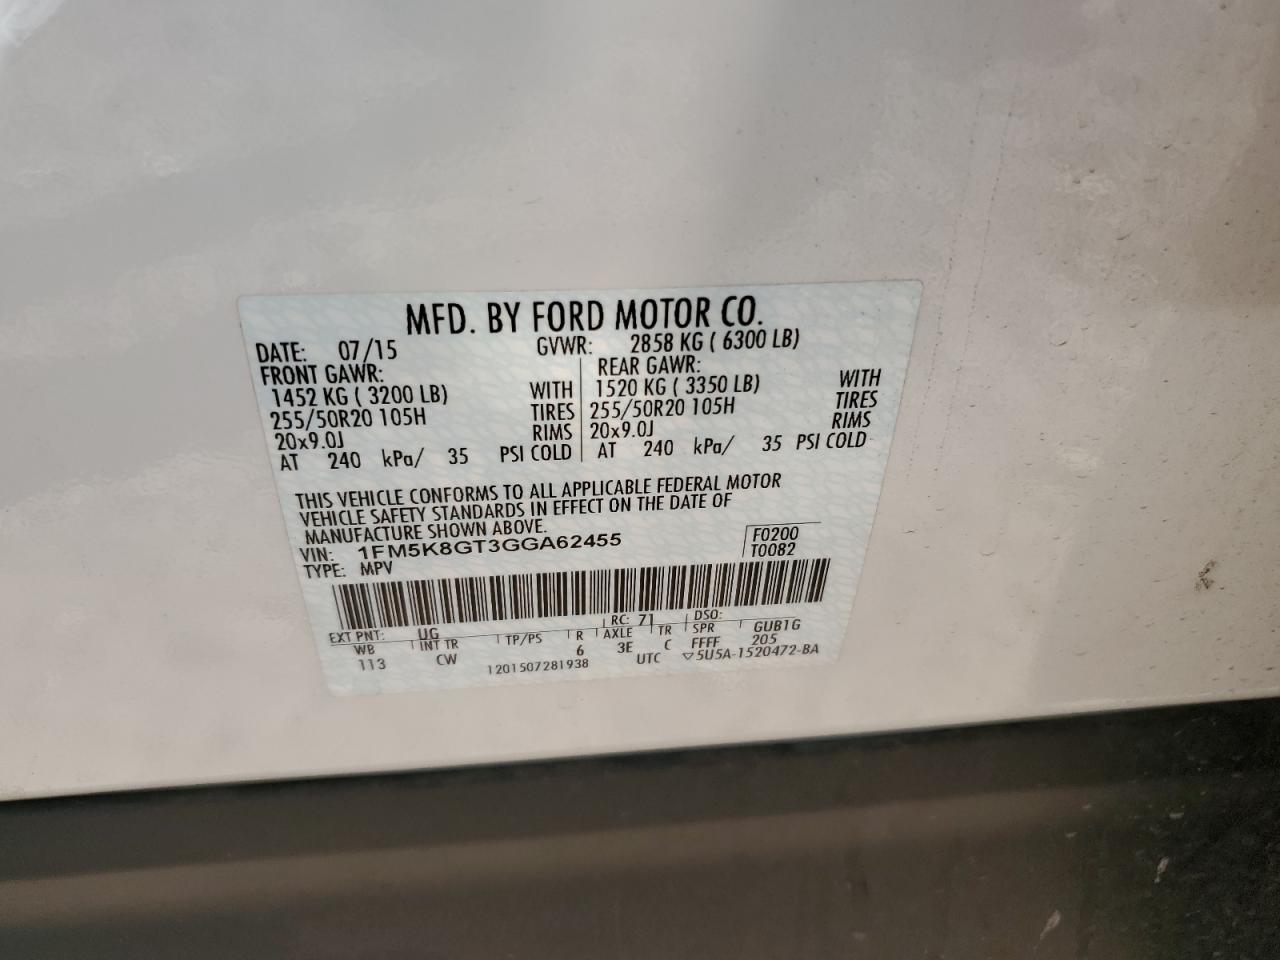 MFD. BY FORD MOTOR CO.
DATE: 07/15 GVWR: 2858 KG ( 6300 LB)
FRONT GAWR: REAR GAWR:
1452 KG ( 3200 LB) WITH 1520 KG ( 3350 LB) WITH
255/50R20 105H TIRES 255/50R20 105H TIRES
20x9.0J RIMS 20x9.0J RIMS
AT 240 kPa/ 35 PSI COLD AT 240 kPa/ 35 PSI COLD
THIS VEHICLE CONFORMS TO ALL APPLICABLE FEDERAL MOTOR
VEHICLE SAFETY STANDARDS IN EFFECT ON THE DATE OF
MANUFACTURE SHOWN ABOVE.
VIN: 1FM5K8GT3GGA62455 F0200
TYPE: MPV T0082
EXT PNT: UG RC: 71 DSO:
WB INT TR TP/PS R AXLE TR SPR GUB1G
113 CW 6 3E C FFFF 205
1201507281938 UTC ▽5U5A-1520472-BA